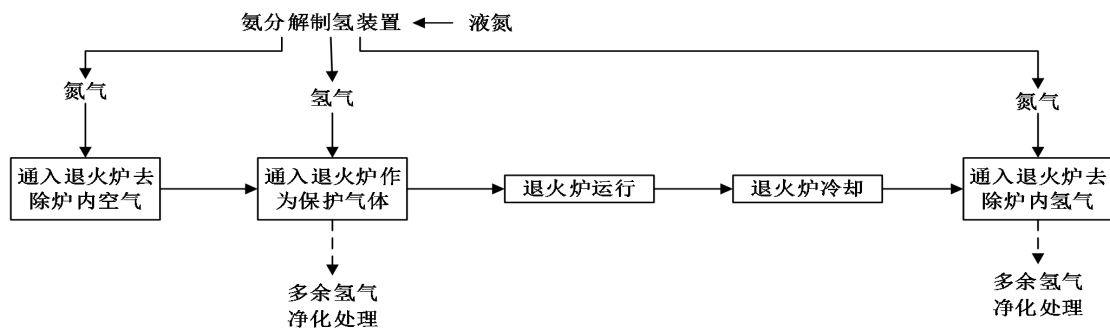 氨分解制氢装置
液氮
氮气
氢气
氮气
通入退火炉去
除炉内空气
通入退火炉作
为保护气体
退火炉运行
退火炉冷却
通入退火炉去
除炉内氢气
多余氢气
净化处理
多余氢气
净化处理